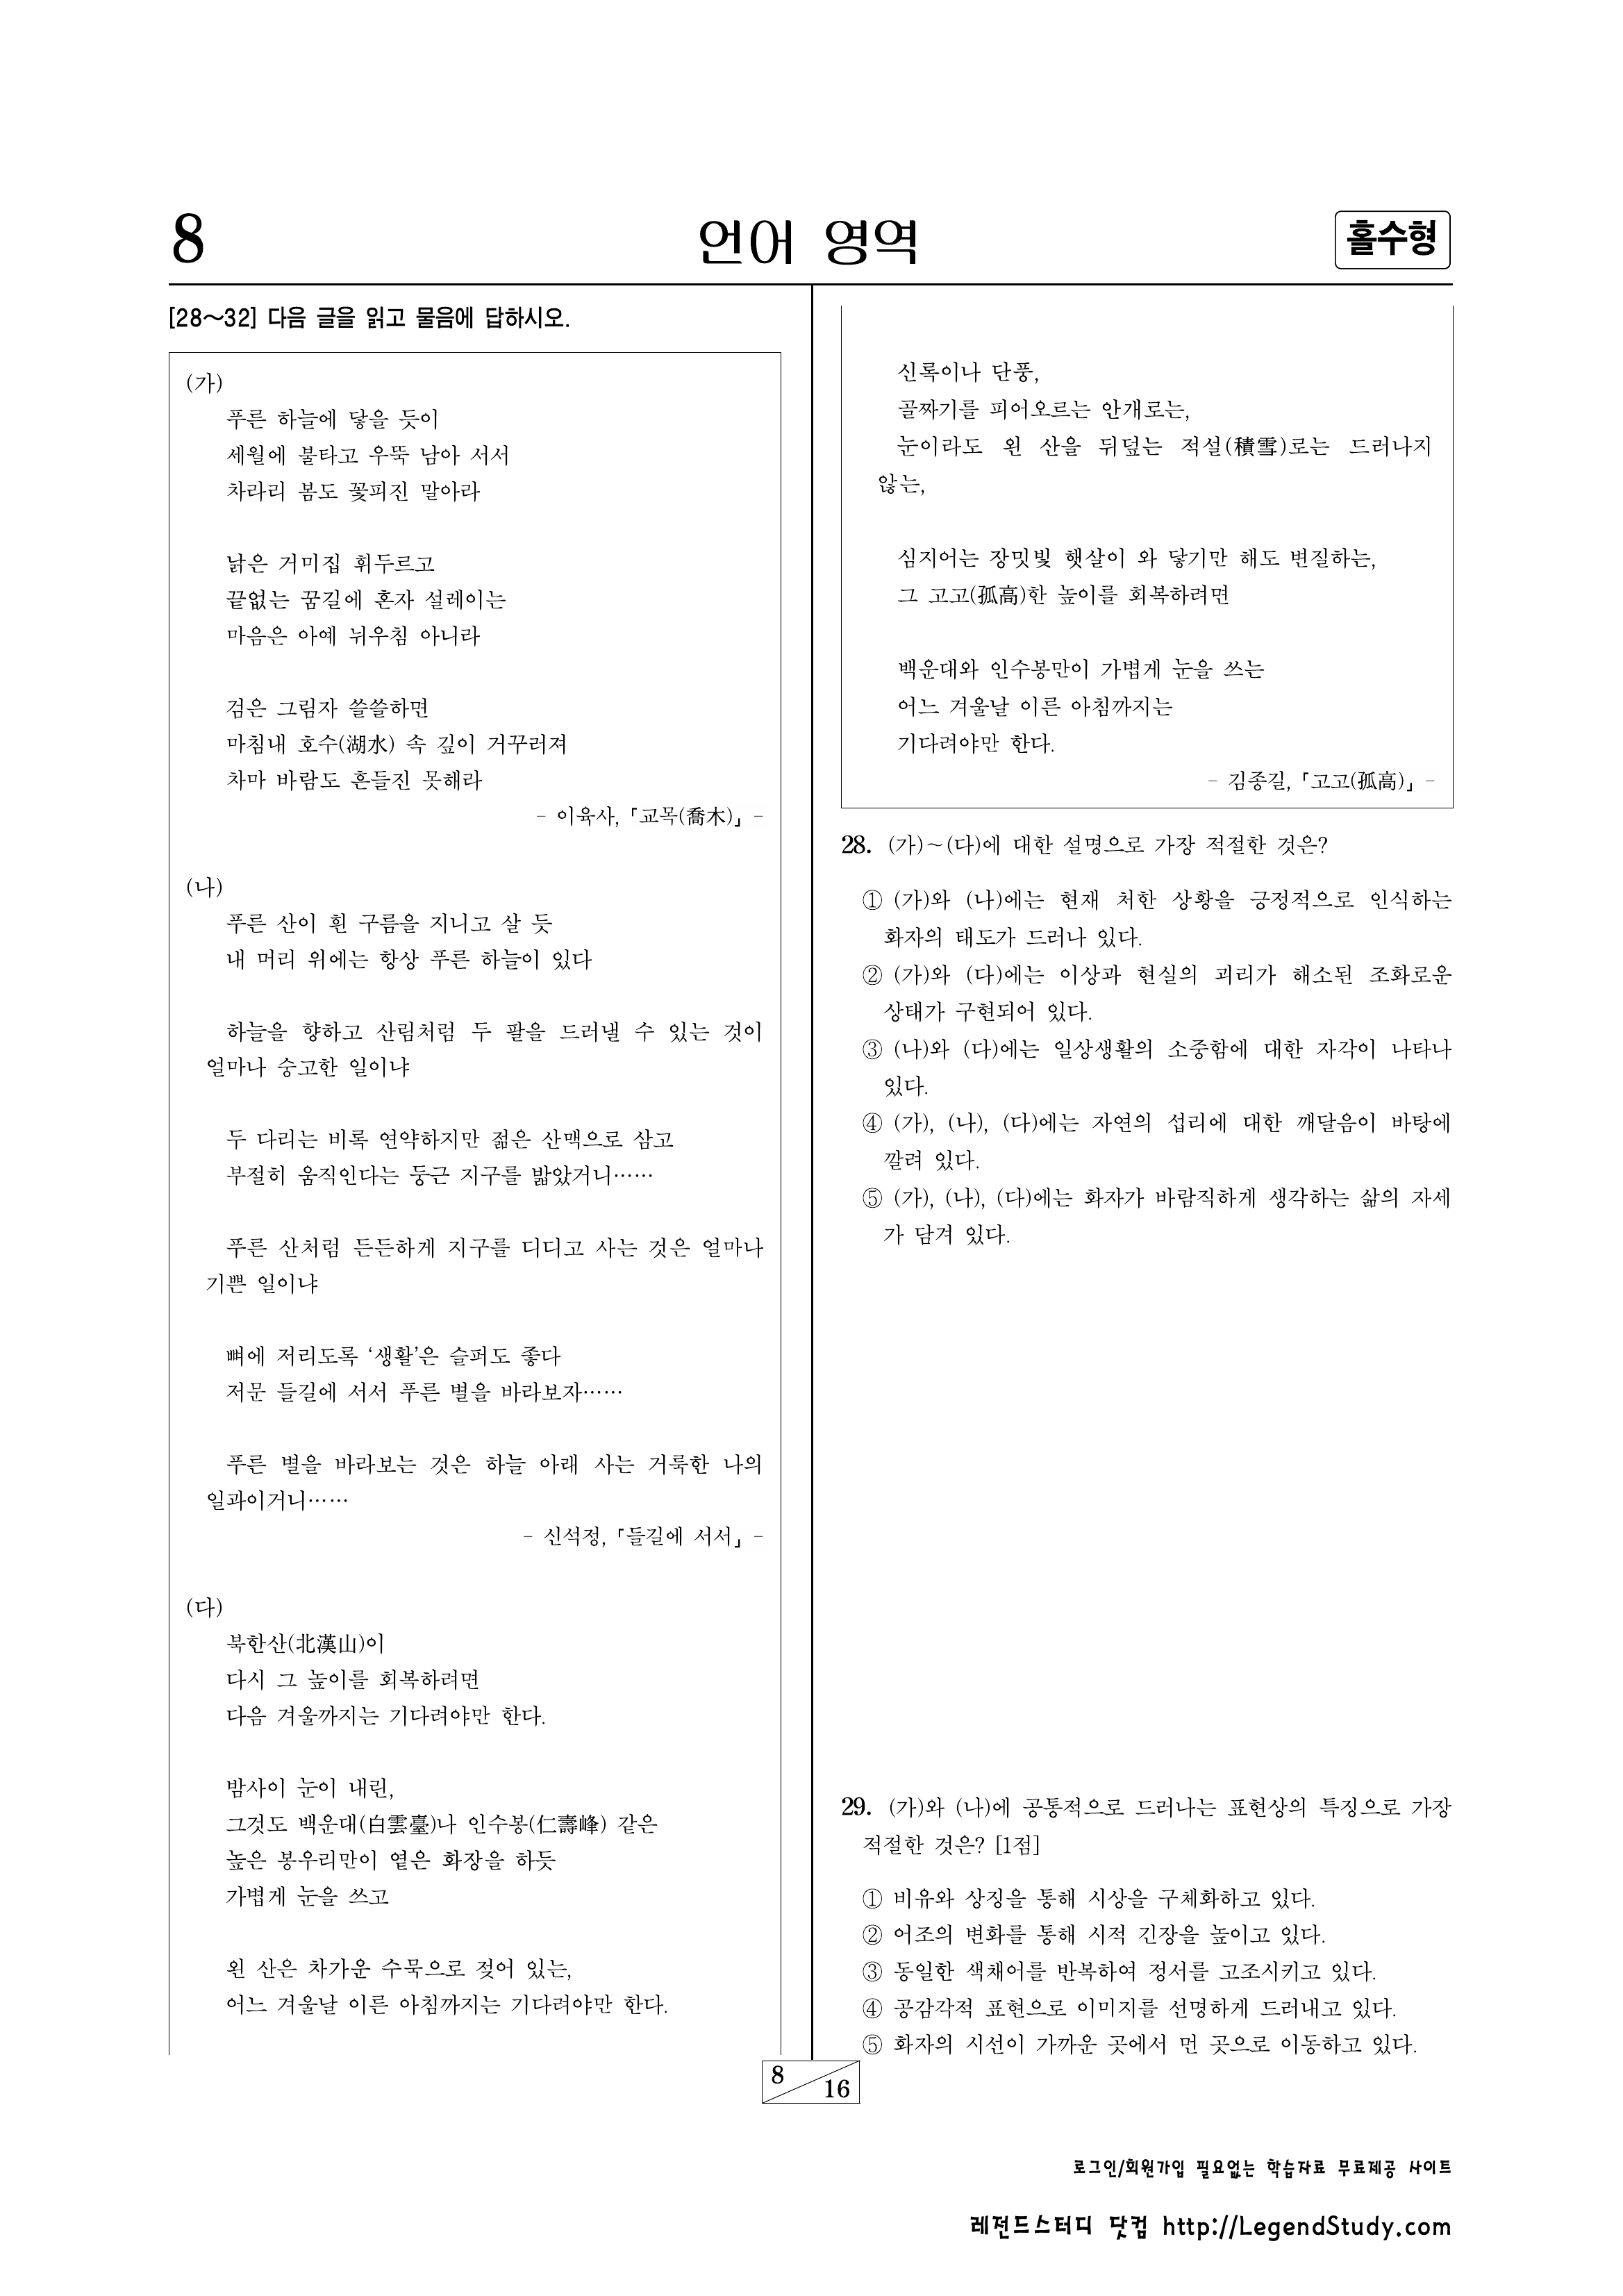 8
언어 영역
홀수형
[28～32] 다음 글을 읽고 물음에 답하시오.
(가)
푸른 하늘에 닿을 듯이
세월에 불타고 우뚝 남아 서서
차라리 봄도 꽃피진 말아라
낡은 거미집 휘두르고
끝없는 꿈길에 혼자 설레이는
마음은 아예 뉘우침 아니라
검은 그림자 쓸쓸하면
마침내 호수(湖水) 속 깊이 거꾸러져
차마 바람도 흔들진 못해라
- 이육사, 「교목(喬木)」 -
(나)
푸른 산이 흰 구름을 지니고 살 듯
내 머리 위에는 항상 푸른 하늘이 있다
하늘을 향하고 산림처럼 두 팔을 드러낼 수 있는 것이
얼마나 숭고한 일이냐
두 다리는 비록 연약하지만 젊은 산맥으로 삼고
부절히 움직인다는 둥근 지구를 밟았거니……
푸른 산처럼 든든하게 지구를 디디고 사는 것은 얼마나
기쁜 일이냐
뼈에 저리도록 ‘생활’은 슬퍼도 좋다
저문 들길에 서서 푸른 별을 바라보자……
푸른 별을 바라보는 것은 하늘 아래 사는 거룩한 나의
일과이거니……
- 신석정, 「들길에 서서」 -
(다)
북한산(北漢山)이
다시 그 높이를 회복하려면
다음 겨울까지는 기다려야만 한다.
밤사이 눈이 내린,
그것도 백운대(白雲臺)나 인수봉(仁壽峰) 같은
높은 봉우리만이 옅은 화장을 하듯
가볍게 눈을 쓰고
왼 산은 차가운 수묵으로 젖어 있는,
어느 겨울날 이른 아침까지는 기다려야만 한다.
신록이나 단풍,
골짜기를 피어오르는 안개로는,
눈이라도 왼 산을 뒤덮는 적설(積雪)로는 드러나지
않는,
심지어는 장밋빛 햇살이 와 닿기만 해도 변질하는,
그 고고(孤高)한 높이를 회복하려면
백운대와 인수봉만이 가볍게 눈을 쓰는
어느 겨울날 이른 아침까지는
기다려야만 한다.
- 김종길, 「고고(孤高)」 -
28. (가)~(다)에 대한 설명으로 가장 적절한 것은?
① (가)와 (나)에는 현재 처한 상황을 긍정적으로 인식하는
화자의 태도가 드러나 있다.
② (가)와 (다)에는 이상과 현실의 괴리가 해소된 조화로운
상태가 구현되어 있다.
③ (나)와 (다)에는 일상생활의 소중함에 대한 자각이 나타나
있다.
④ (가), (나), (다)에는 자연의 섭리에 대한 깨달음이 바탕에
깔려 있다.
⑤ (가), (나), (다)에는 화자가 바람직하게 생각하는 삶의 자세
가 담겨 있다.
29. (가)와 (나)에 공통적으로 드러나는 표현상의 특징으로 가장
적절한 것은? [1점]
① 비유와 상징을 통해 시상을 구체화하고 있다.
② 어조의 변화를 통해 시적 긴장을 높이고 있다.
③ 동일한 색채어를 반복하여 정서를 고조시키고 있다.
④ 공감각적 표현으로 이미지를 선명하게 드러내고 있다.
⑤ 화자의 시선이 가까운 곳에서 먼 곳으로 이동하고 있다.
8
16
로그인/회원가입 필요없는 학습자료 무료제공 사이트
레전드스터디 닷컴 http://LegendStudy.com